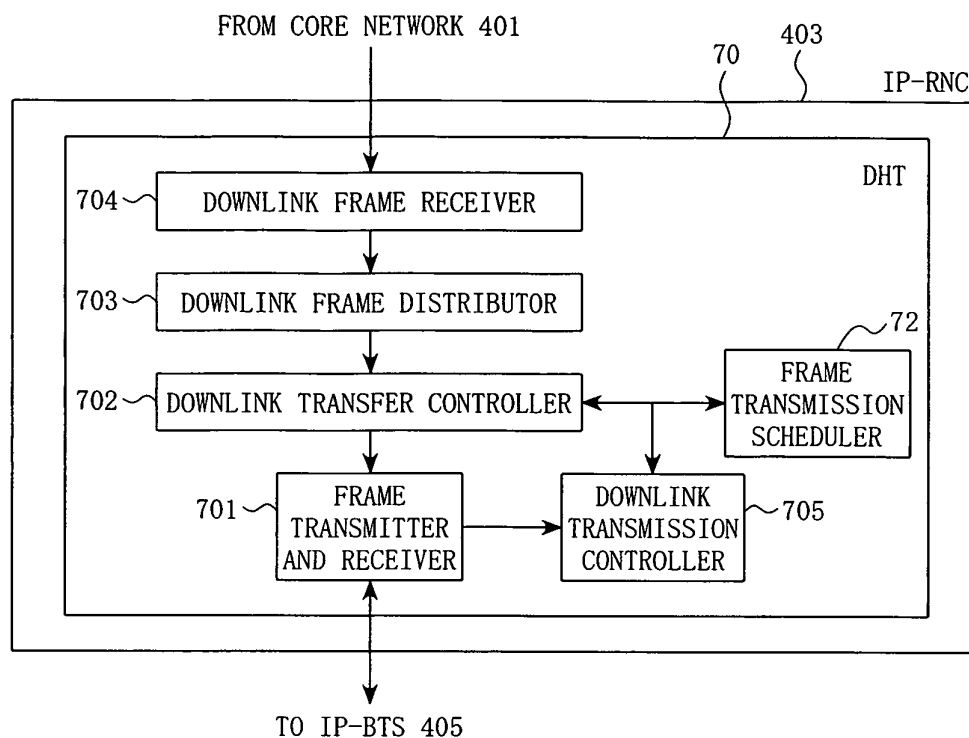 FROM CORE NETWORK 401
70
403
IP-RNC
DHT
704
DOWNLINK FRAME RECEIVER
703
DOWNLINK FRAME DISTRIBUTOR
72
FRAME
TRANSMISSION
SCHEDULER
702
DOWNLINK TRANSFER CONTROLLER
701
FRAME
TRANSMITTER
AND RECEIVER
DOWNLINK
TRANSMISSION
CONTROLLER
705
TO IP-BTS 405